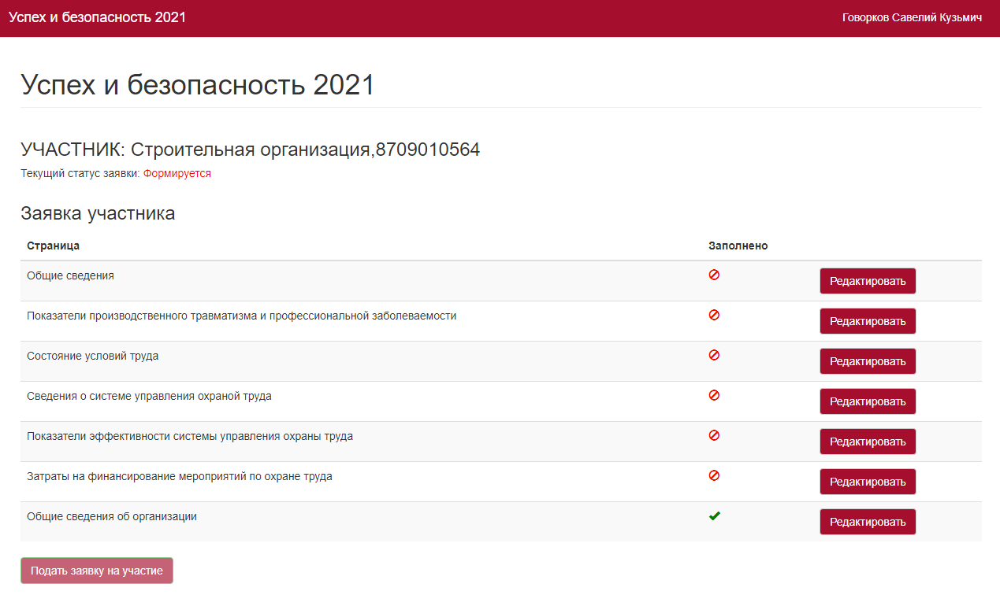 Успех и безопасность 2021 Говорков Савелий Кузьмич
Успех и безопасность 2021
УЧАСТНИК: Строительная организация,8709010564
Текущий статус заявки: Формируется
Заявка участника
Страница Заполнено
Общие сведения Редактировать
Показатели производственного травматизма и профессиональной заболеваемости Редактировать
Состояние условий труда Редактировать
Сведения о системе управления охраной труда Редактировать
Показатели эффективности системы управления охраны труда Редактировать
Затраты на финансирование мероприятий по охране труда Редактировать
Общие сведения об организации Редактировать
Подать заявку на участие